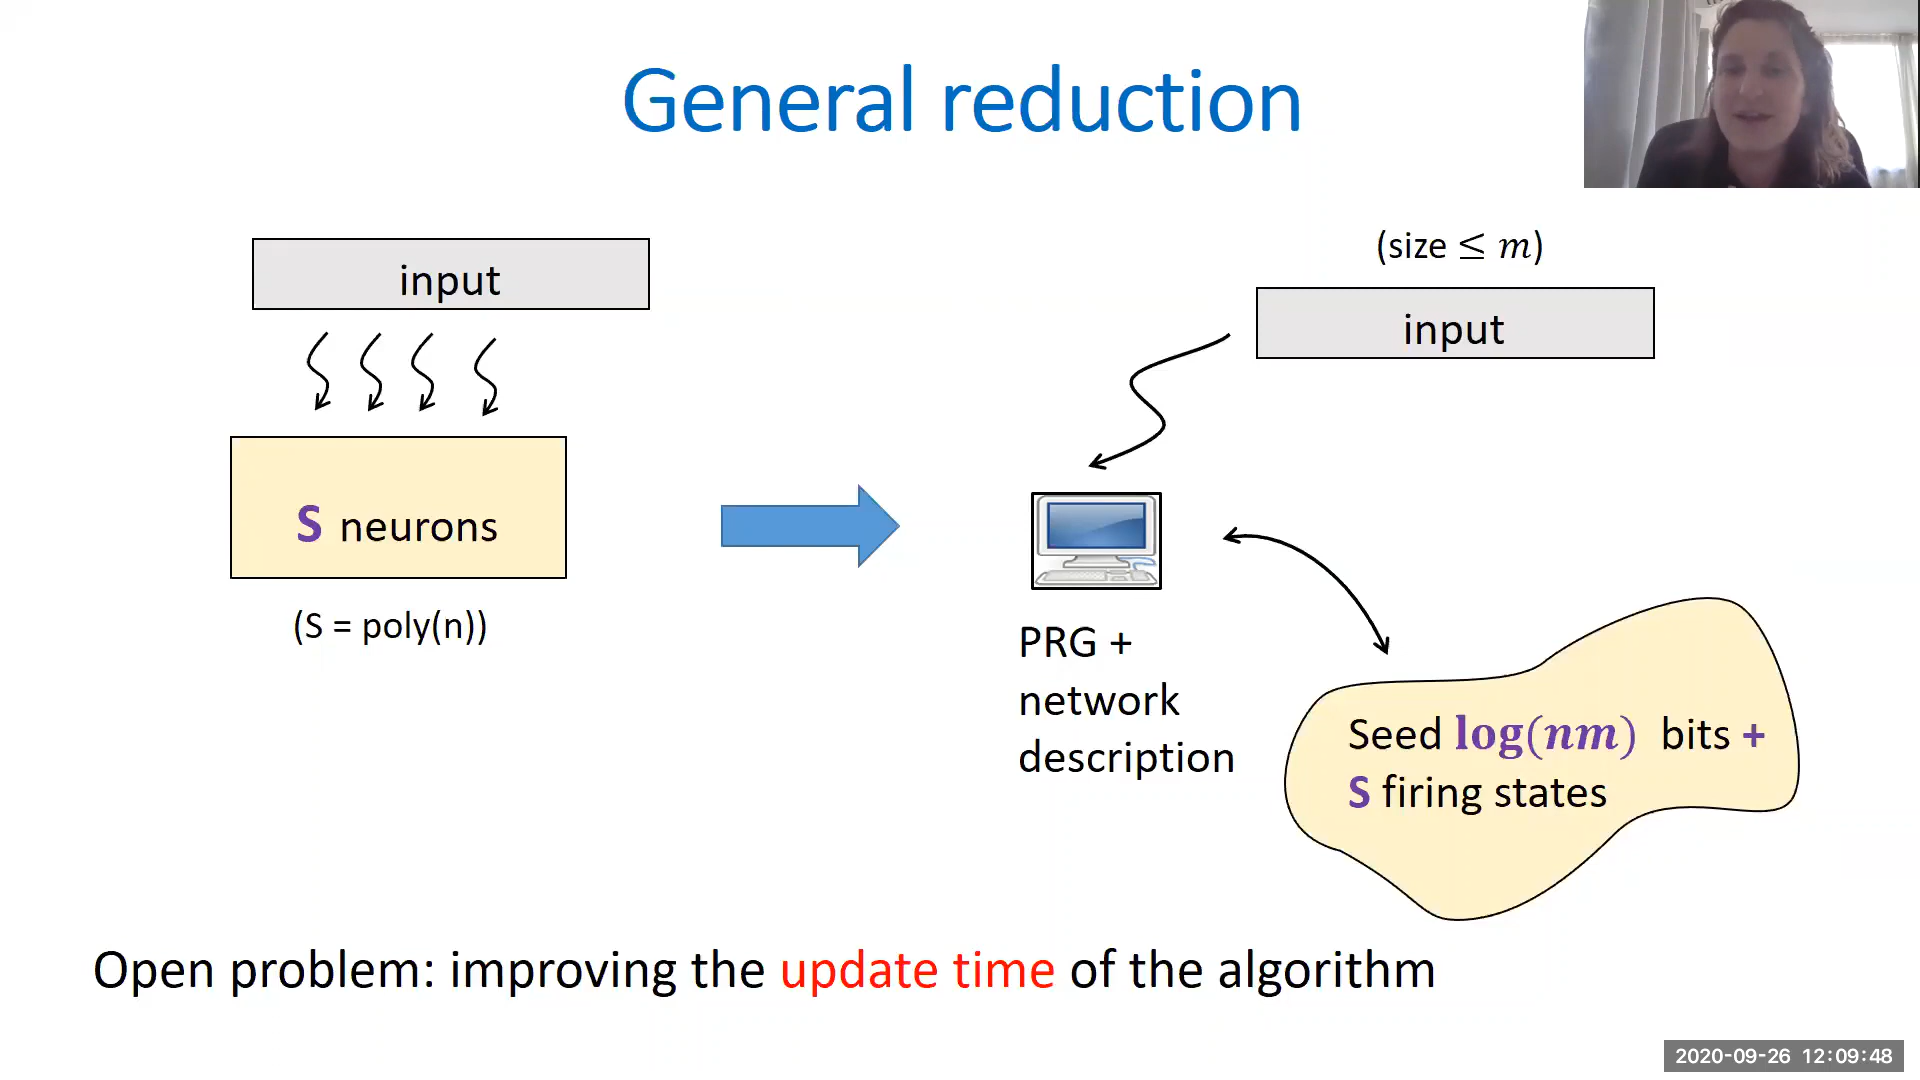 General reduction
input
S neurons
(S = poly(n))
(size ≤ m)
input
PRG +
network
description
Seed log(nm) bits +
S firing states
Open problem: improving the update time of the algorithm
2020-09-26 12:09:48